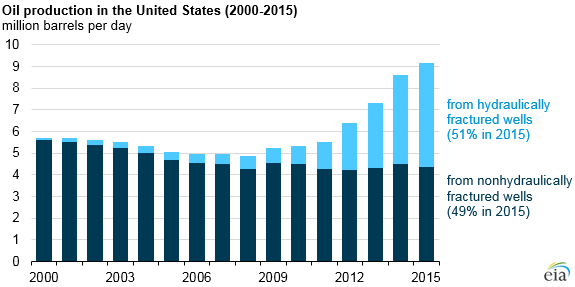 Oil production in the United States (2000-2015)
million barrels per day
10
9
8
7
6
5
4
3
2
1
0
2000
2003
2006
2009
2012
2015
from hydraulically
fractured wells
(51% in 2015)
from nonhydraulically
fractured wells
(49% in 2015)
eia